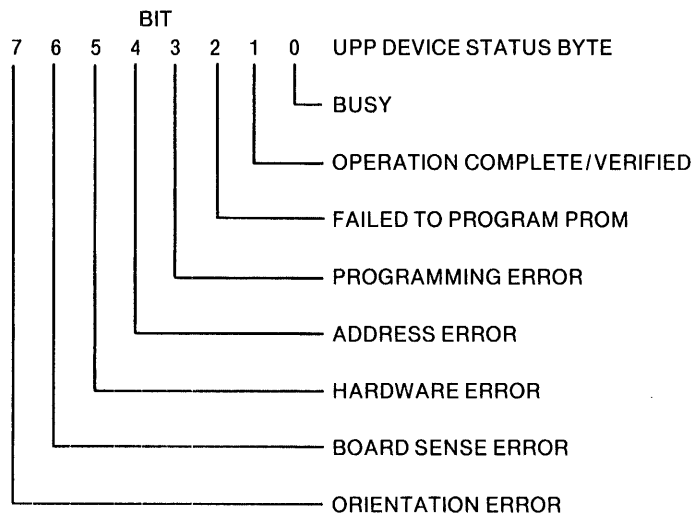 BIT
7 6 5 4 3 2 1 0 UPP DEVICE STATUS BYTE
BUSY
OPERATION COMPLETE/VERIFIED
FAILED TO PROGRAM PROM
PROGRAMMING ERROR
ADDRESS ERROR
HARDWARE ERROR
BOARD SENSE ERROR
ORIENTATION ERROR